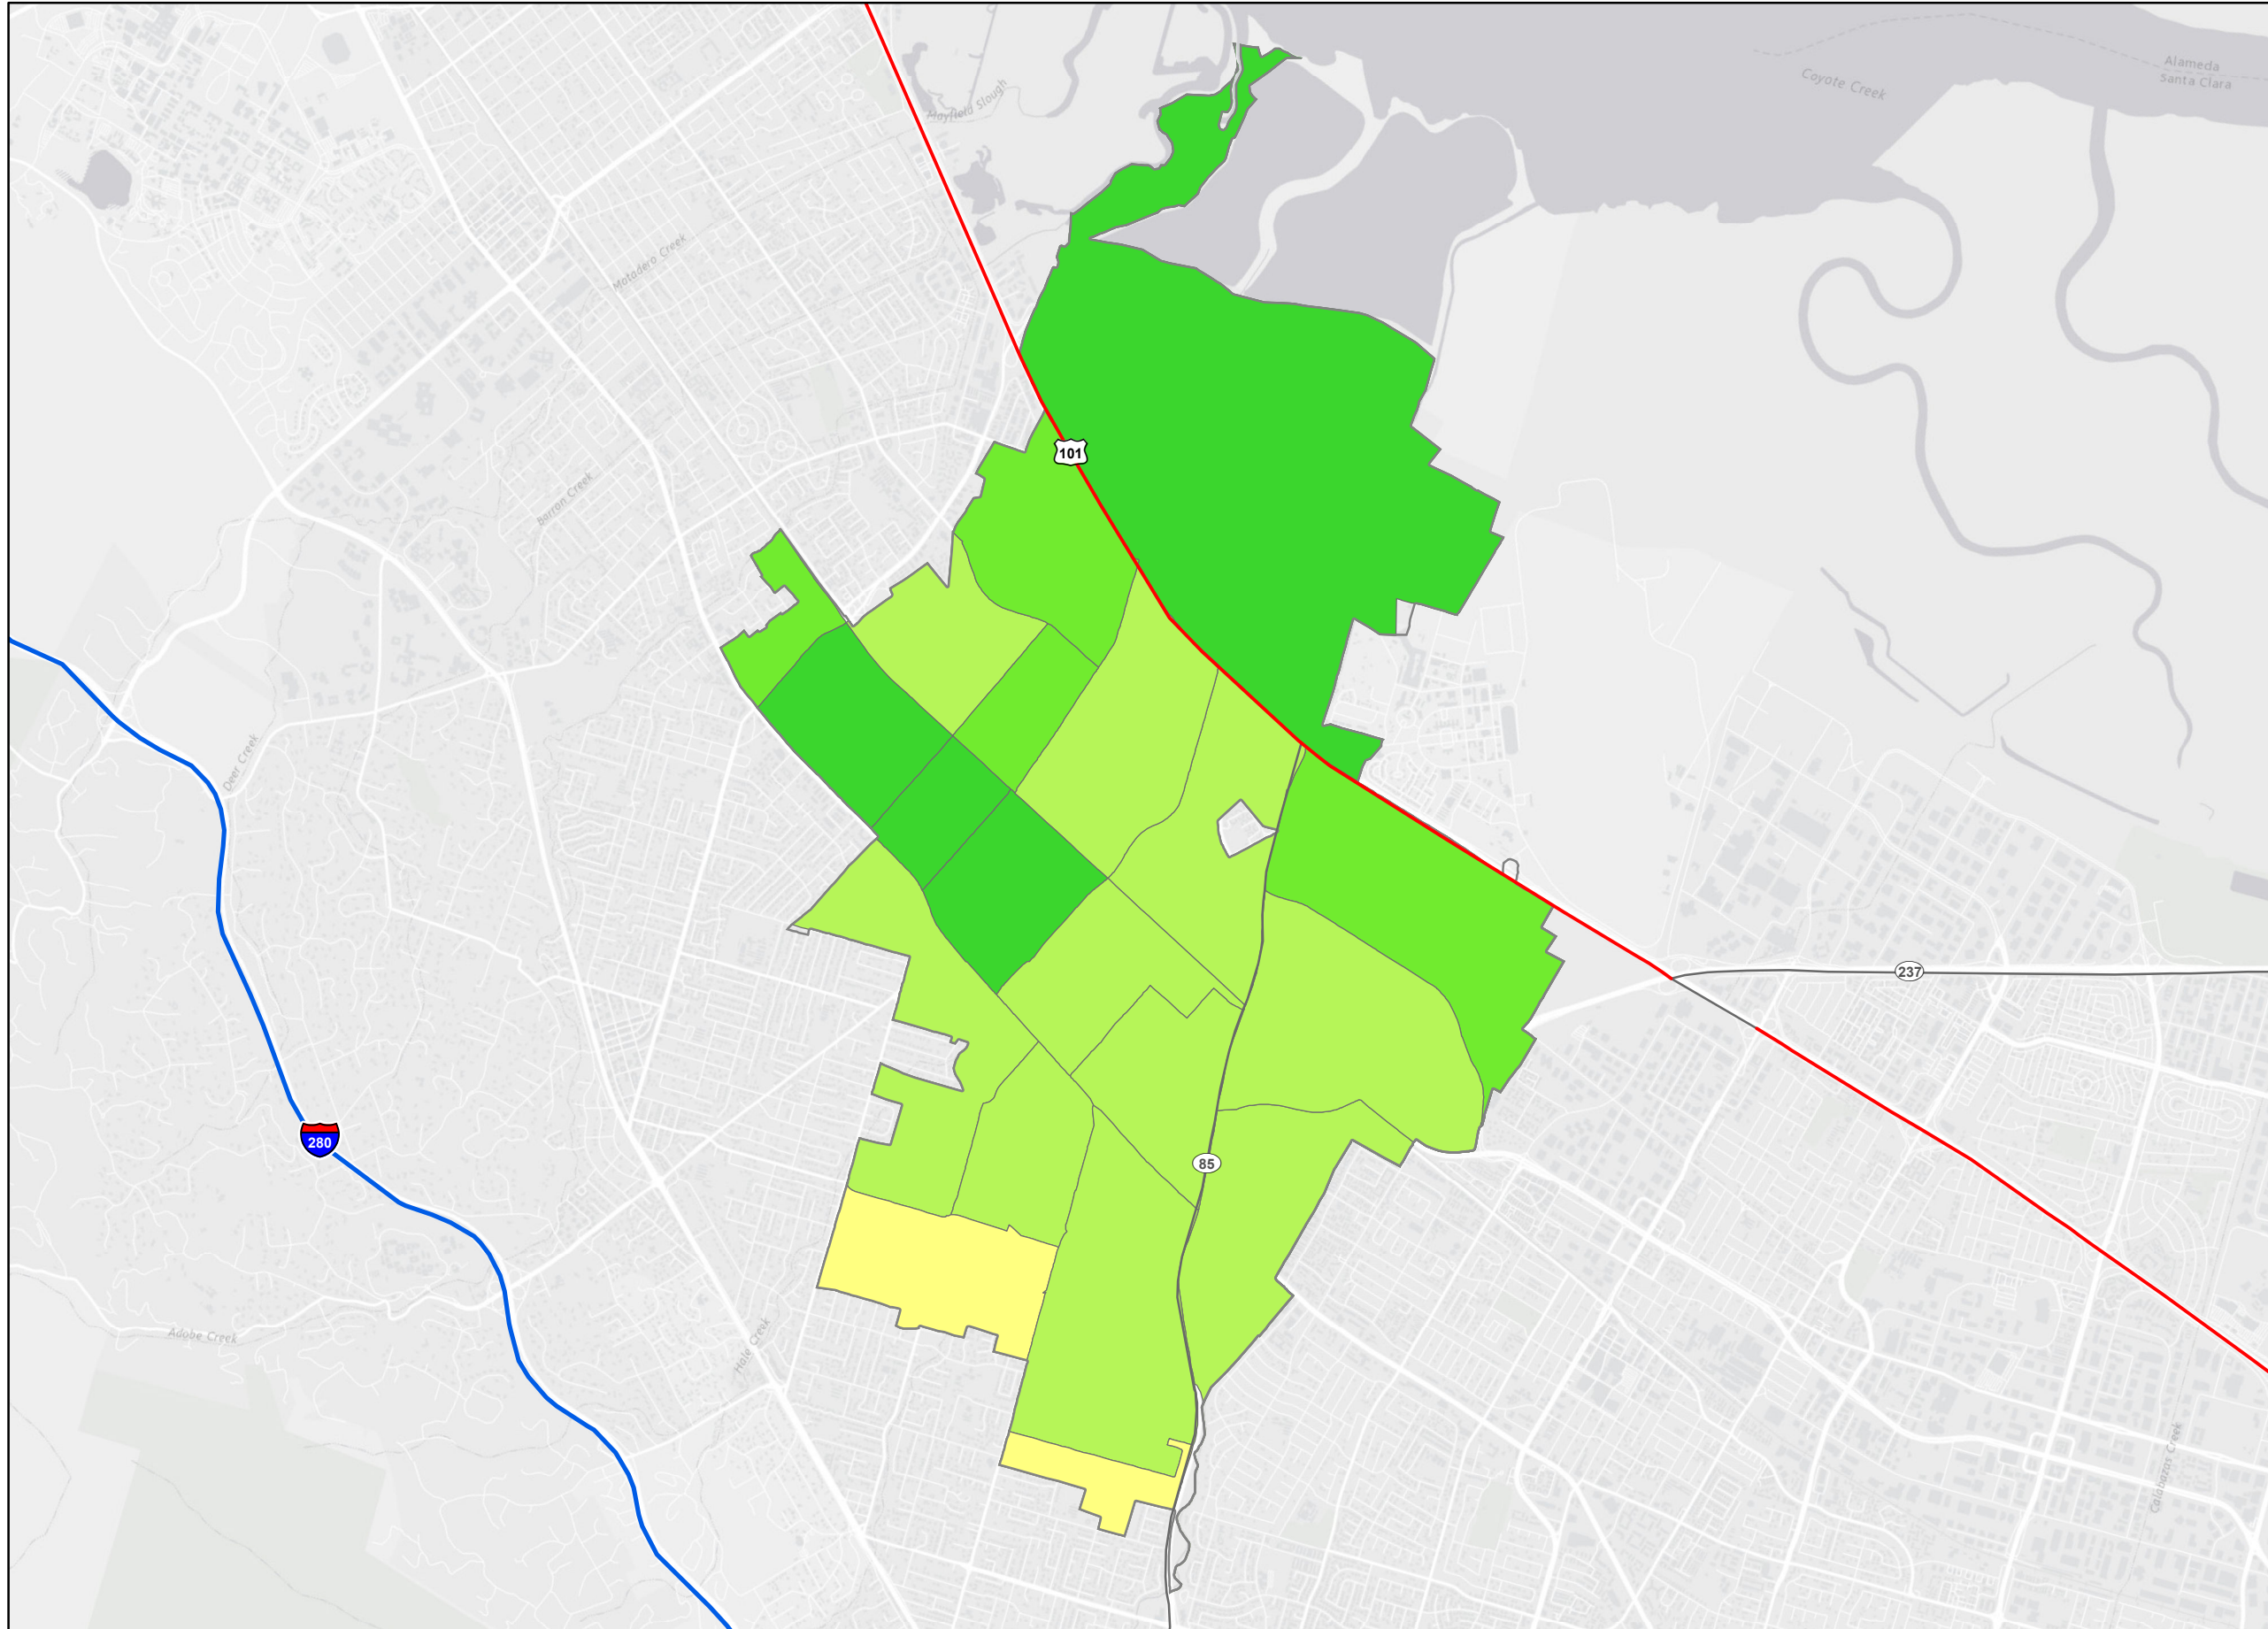 Alameda
Santa Clara
Coyote Creek
Mayfield Slough
Matadero Creek
101
Barron Creek
Deer Creek
237
280
85
Adobe Creek
Hale Creek
Calabazas Creek